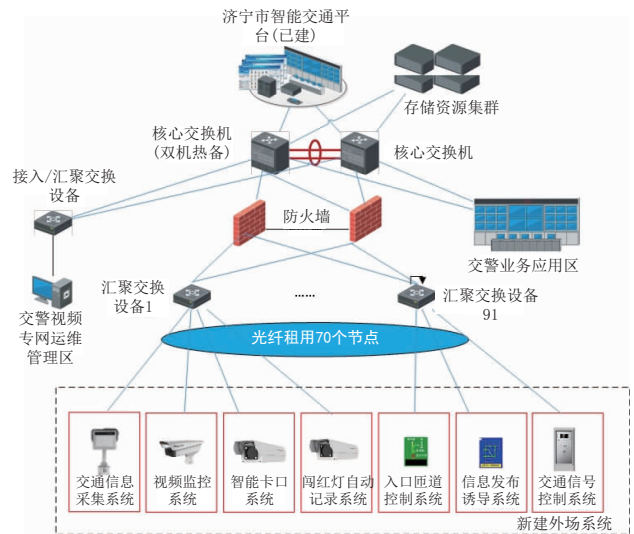 济宁市智能交通平
台(已建)
存储资源集群
核心交换机
(双机热备)
核心交换机
接入/汇聚交换
设备
防火墙
交警业务应用区
交警视频
专网运维
管理区
汇聚交换
设备1
......
汇聚交换设备
91
光纤租用70个节点
交通信息
采集系统
视频监控
系统
智能卡口
系统
闯红灯自动
记录系统
入口匝道
控制系统
信息发布
诱导系统
交通信号
控制系统
新建外场系统